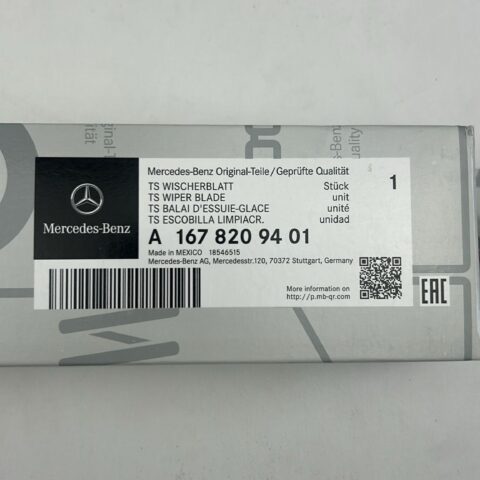 Mercedes-Benz
Mercedes-Benz Original-Teile/Geprüfte Qualität
TS WISCHERBLATT Stück
TS WIPER BLADE unit
TS BALAI D'ESSUIE-GLACE unité
TS ESCOBILLA LIMPIACR. unidad
1
A 167 820 94 01
Made in MEXICO 18546515
Mercedes-Benz AG, Mercedesstr.120, 70372 Stuttgart, Germany
More information on
http://p.mb-qr.com
EAC